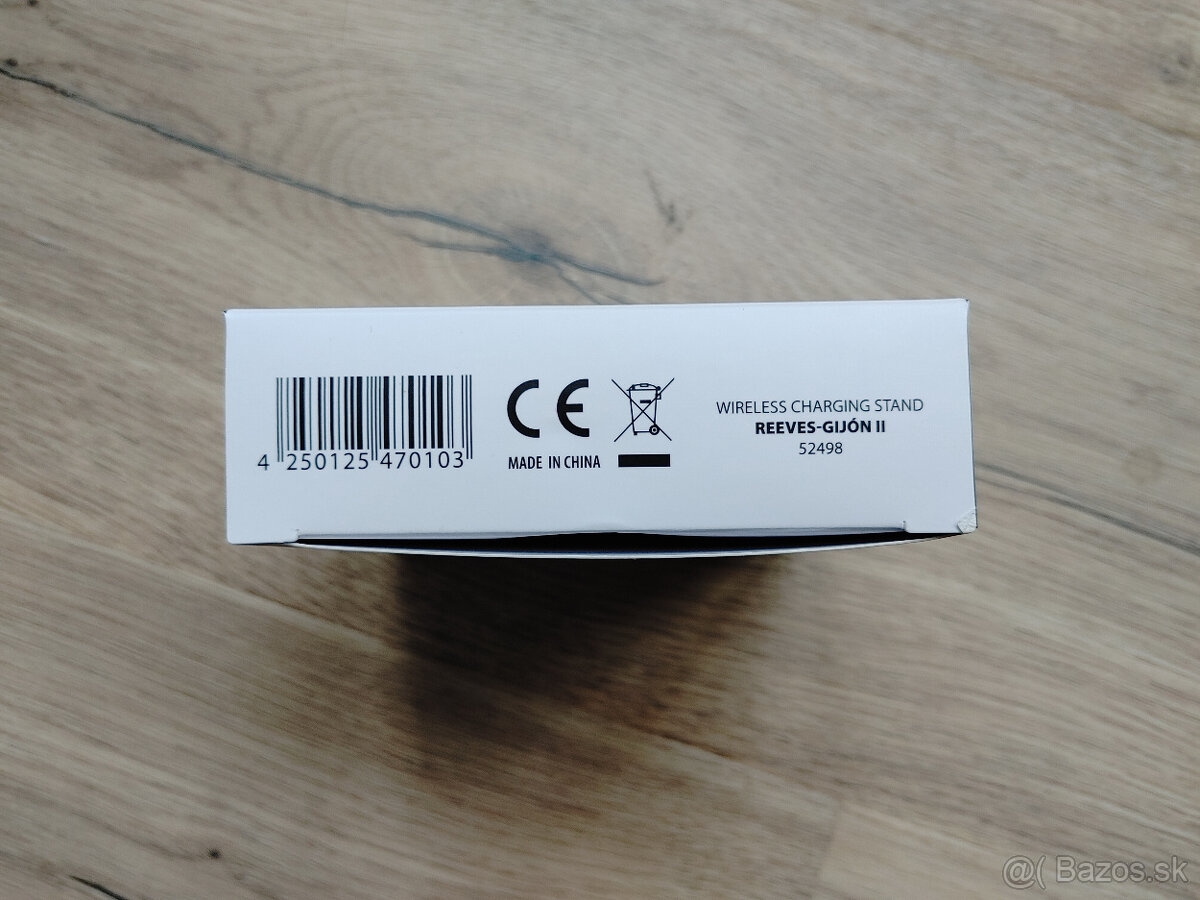 4 250125 470103
CE
MADE IN CHINA
WIRELESS CHARGING STAND
REEVES-GIJÓN II
52498
@( Bazos.sk